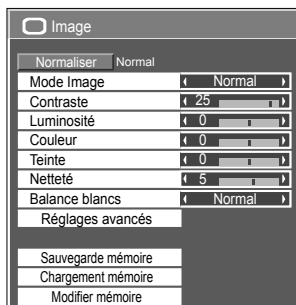 Image
Normaliser Normal
Mode Image Normal
Contraste 25
Luminosité 0
Couleur 0
Teinte 0
Netteté 5
Balance blancs Normal
Réglages avancés
Sauvegarde mémoire
Chargement mémoire
Modifier mémoire